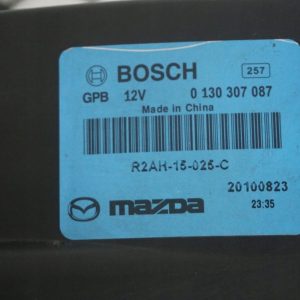 BOSCH 257
GPB 12V 0 130 307 087
Made in China
R2AH-15-025-C
20100823
mazda 23:35